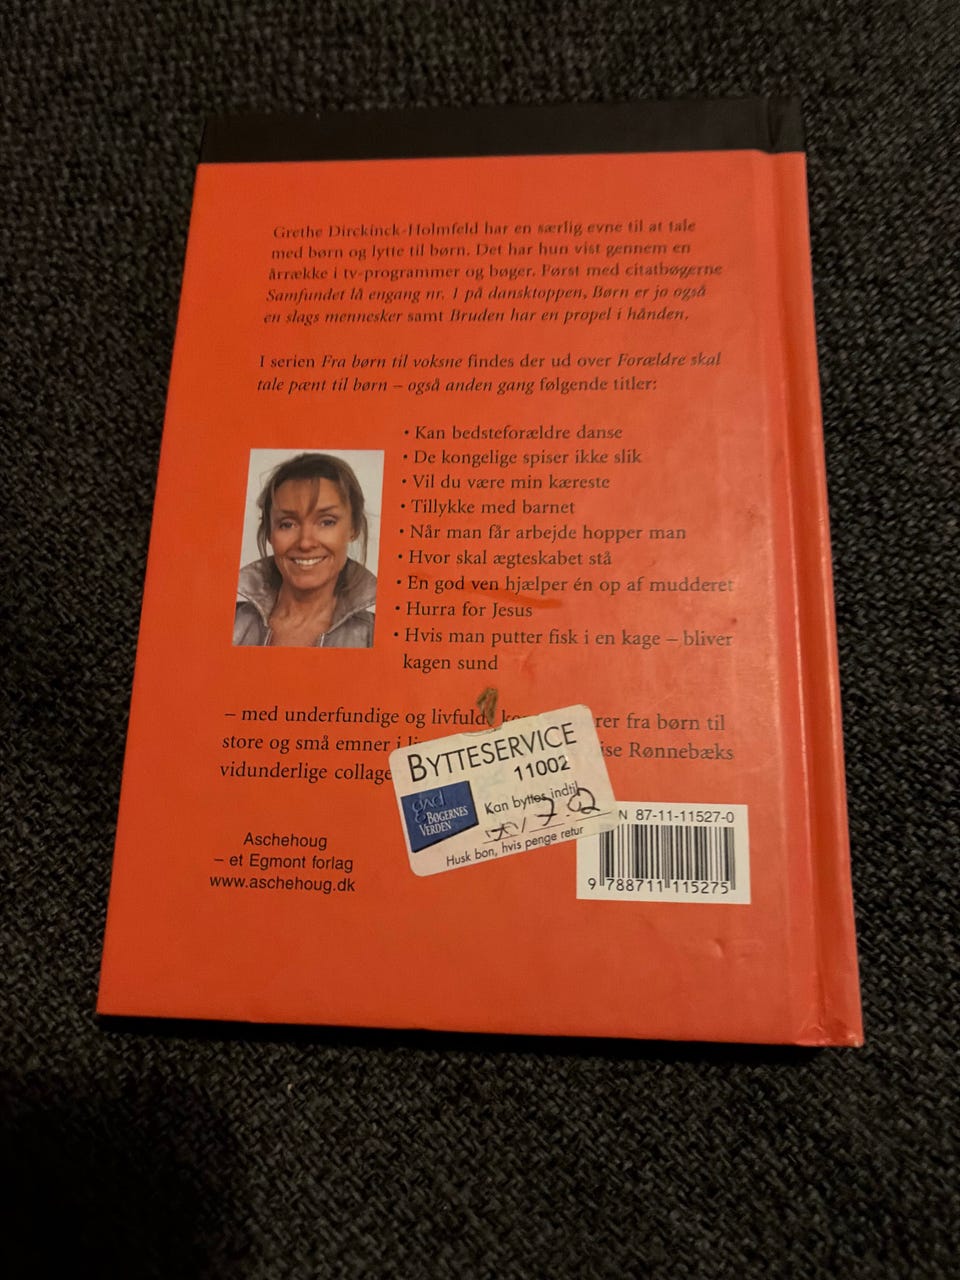 Grethe Dirckinck-Holmfeld har en særlig evne til at tale
med børn og lytte til børn. Det har hun vist gennem en
årrække i tv-programmer og bøger. Først med citatbøgerne
Samfundet lå engang nr. 1 på dansktoppen, Børn er jo også
en slags mennesker samt Bruden har en propel i hånden.
I serien Fra børn til voksne findes der ud over Forældre skal
tale pænt til børn – også anden gang følgende titler:
• Kan bedsteforældre danse
• De kongelige spiser ikke slik
• Vil du være min kæreste
• Tillykke med barnet
• Når man får arbejde hopper man
• Hvor skal ægteskabet stå
• En god ven hjælper én op af mudderet
• Hurra for Jesus
• Hvis man putter fisk i en kage – bliver
kagen sund
– med underfundige og livfuld rer fra børn til
store og små emner i ise Rønnebæks
vidunderlige collage
BYTTESERVICE
11002
BØGERNES
VERDEN
Kan byttes indtil
Husk bon, hvis penge retur
Aschehoug
– et Egmont forlag
www.aschehoug.dk
N 87-11-11527-0
9 788711 115275